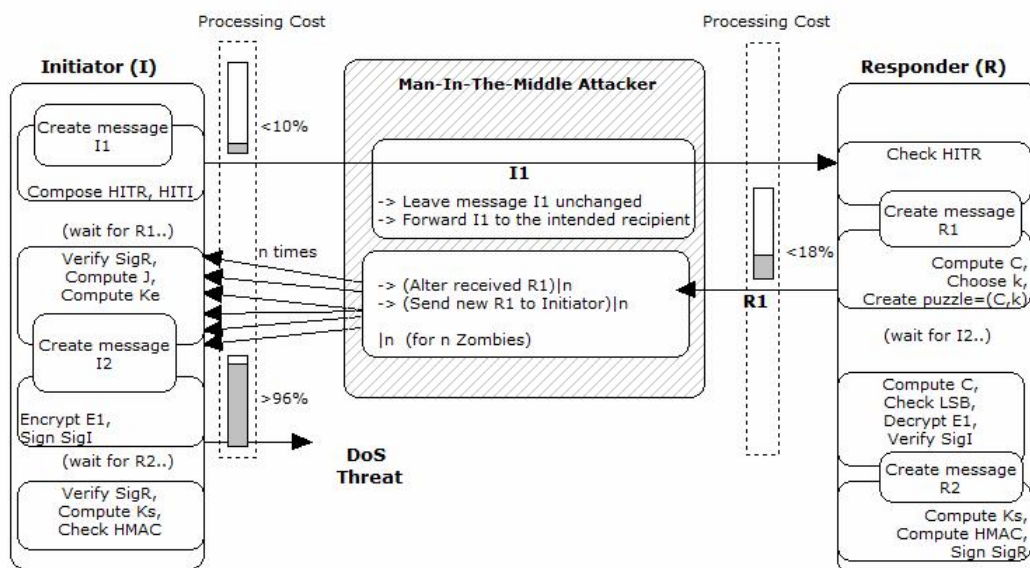 Processing Cost
Processing Cost
Initiator (I)
Man-In-The-Middle Attacker
Responder (R)
Create message
I1
<10%
Compose HITR, HITI
I1
-> Leave message I1 unchanged
-> Forward I1 to the intended recipient
Check HITR
Create message
R1
(wait for R1..)
n times
<18%
Verify SigR,
Compute J,
Compute Ke
-> (Alter received R1)|n
-> (Send new R1 to Initiator)|n
|n (for n Zombies)
R1
Compute C,
Choose k,
Create puzzle=(C,k)
(wait for I2..)
Create message
I2
>96%
Encrypt E1,
Sign SigI
DoS
Threat
Compute C,
Check LSB,
Decrypt E1,
Verify SigI
(wait for R2..)
Create message
R2
Verify SigR,
Compute Ks,
Check HMAC
Compute Ks,
Compute HMAC,
Sign SigR